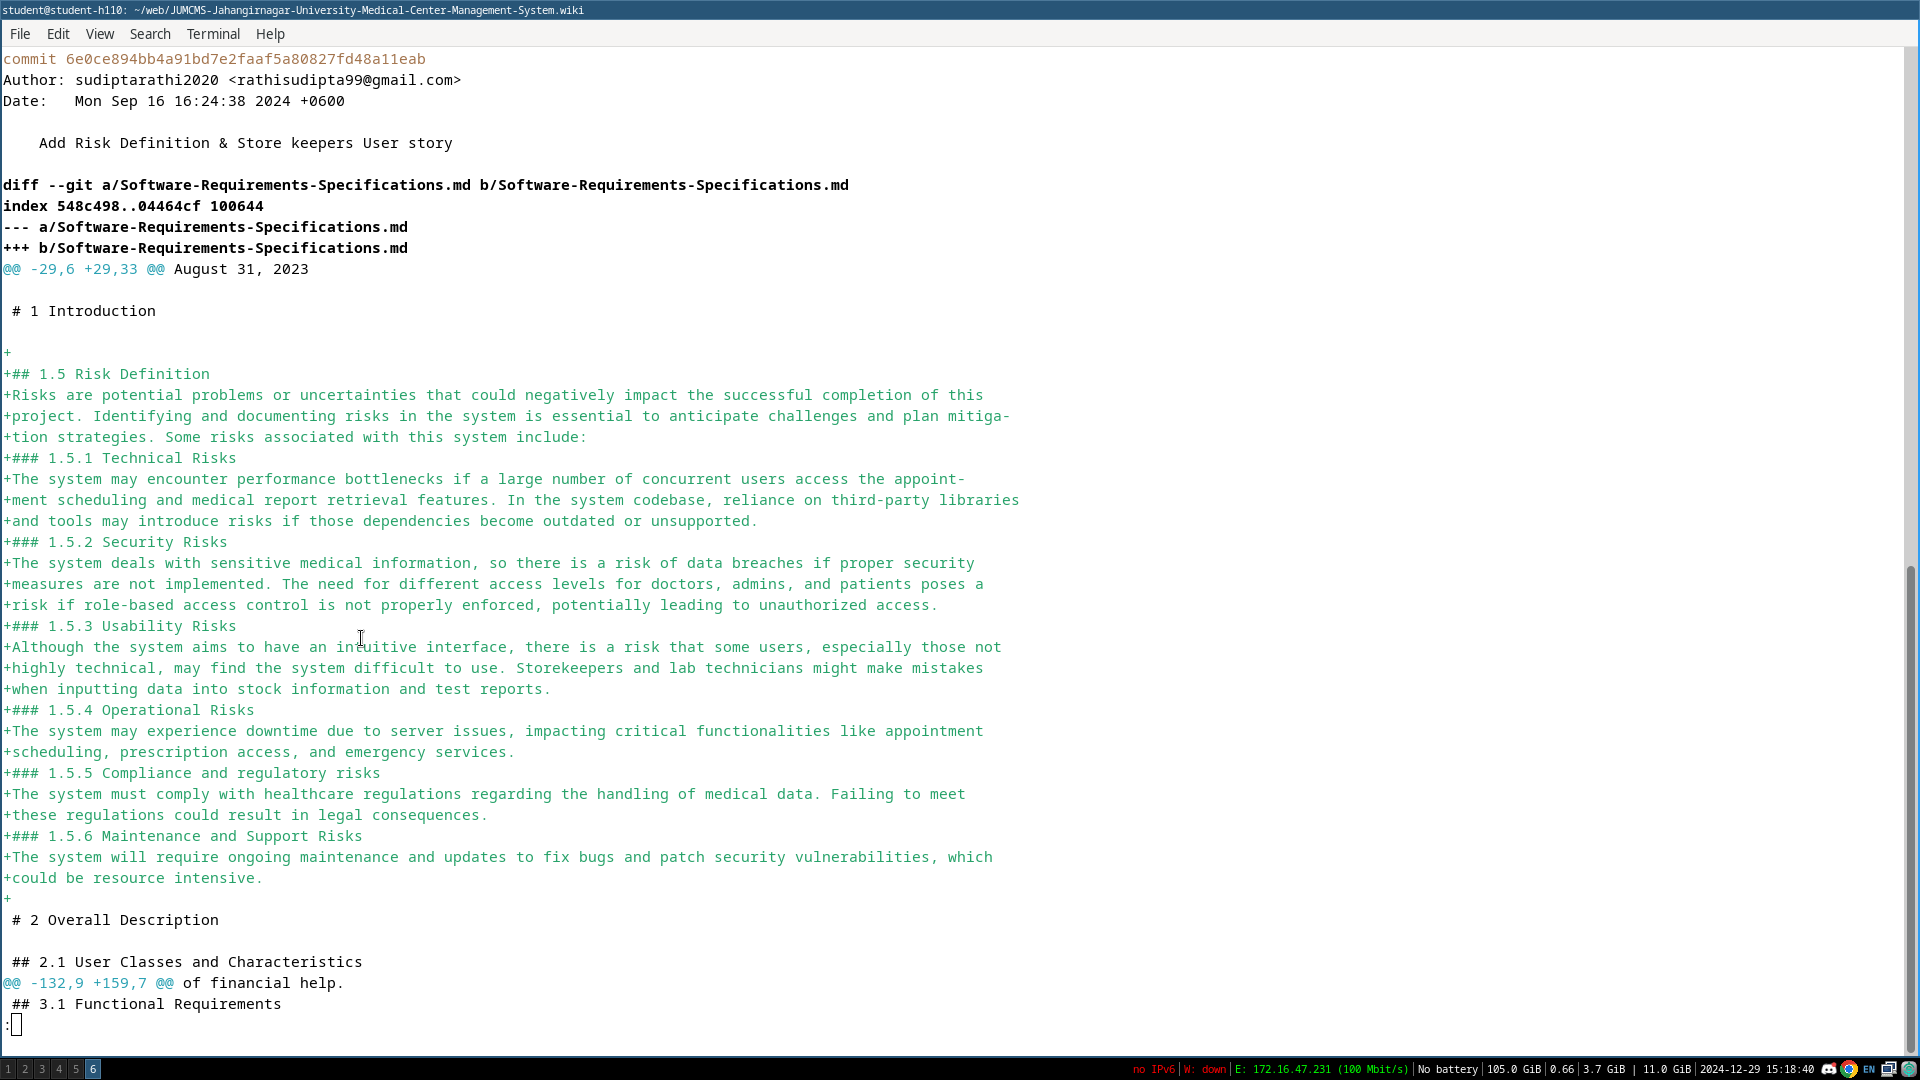 student@student-h110: ~/web/JUMCMS-Jahangirnagar-University-Medical-Center-Management-System.wiki
File Edit View Search Terminal Help
commit 6e0ce894bb4a91bd7e2faaf5a80827fd48a11eab
Author: sudiptarathi2020 <rathisudipta99@gmail.com>
Date:   Mon Sep 16 16:24:38 2024 +0600
    Add Risk Definition & Store keepers User story
diff --git a/Software-Requirements-Specifications.md b/Software-Requirements-Specifications.md
index 548c498..04464cf 100644
--- a/Software-Requirements-Specifications.md
+++ b/Software-Requirements-Specifications.md
@@ -29,6 +29,33 @@ August 31, 2023
 # 1 Introduction
+
+## 1.5 Risk Definition
+Risks are potential problems or uncertainties that could negatively impact the successful completion of this
+project. Identifying and documenting risks in the system is essential to anticipate challenges and plan mitiga-
+tion strategies. Some risks associated with this system include:
+### 1.5.1 Technical Risks
+The system may encounter performance bottlenecks if a large number of concurrent users access the appoint-
+ment scheduling and medical report retrieval features. In the system codebase, reliance on third-party libraries
+and tools may introduce risks if those dependencies become outdated or unsupported.
+### 1.5.2 Security Risks
+The system deals with sensitive medical information, so there is a risk of data breaches if proper security
+measures are not implemented. The need for different access levels for doctors, admins, and patients poses a
+risk if role-based access control is not properly enforced, potentially leading to unauthorized access.
+### 1.5.3 Usability Risks
+Although the system aims to have an intuitive interface, there is a risk that some users, especially those not
+highly technical, may find the system difficult to use. Storekeepers and lab technicians might make mistakes
+when inputting data into stock information and test reports.
+### 1.5.4 Operational Risks
+The system may experience downtime due to server issues, impacting critical functionalities like appointment
+scheduling, prescription access, and emergency services.
+### 1.5.5 Compliance and regulatory risks
+The system must comply with healthcare regulations regarding the handling of medical data. Failing to meet
+these regulations could result in legal consequences.
+### 1.5.6 Maintenance and Support Risks
+The system will require ongoing maintenance and updates to fix bugs and patch security vulnerabilities, which
+could be resource intensive.
+
 # 2 Overall Description
 ## 2.1 User Classes and Characteristics
@@ -132,9 +159,7 @@ of financial help.
 ## 3.1 Functional Requirements
:
1 2 3 4 5 6 no IPv6 | W: down | E: 172.16.47.231 (100 Mbit/s) | No battery | 105.0 GiB | 0.66 | 3.7 GiB | 11.0 GiB | 2024-12-29 15:18:40 EN